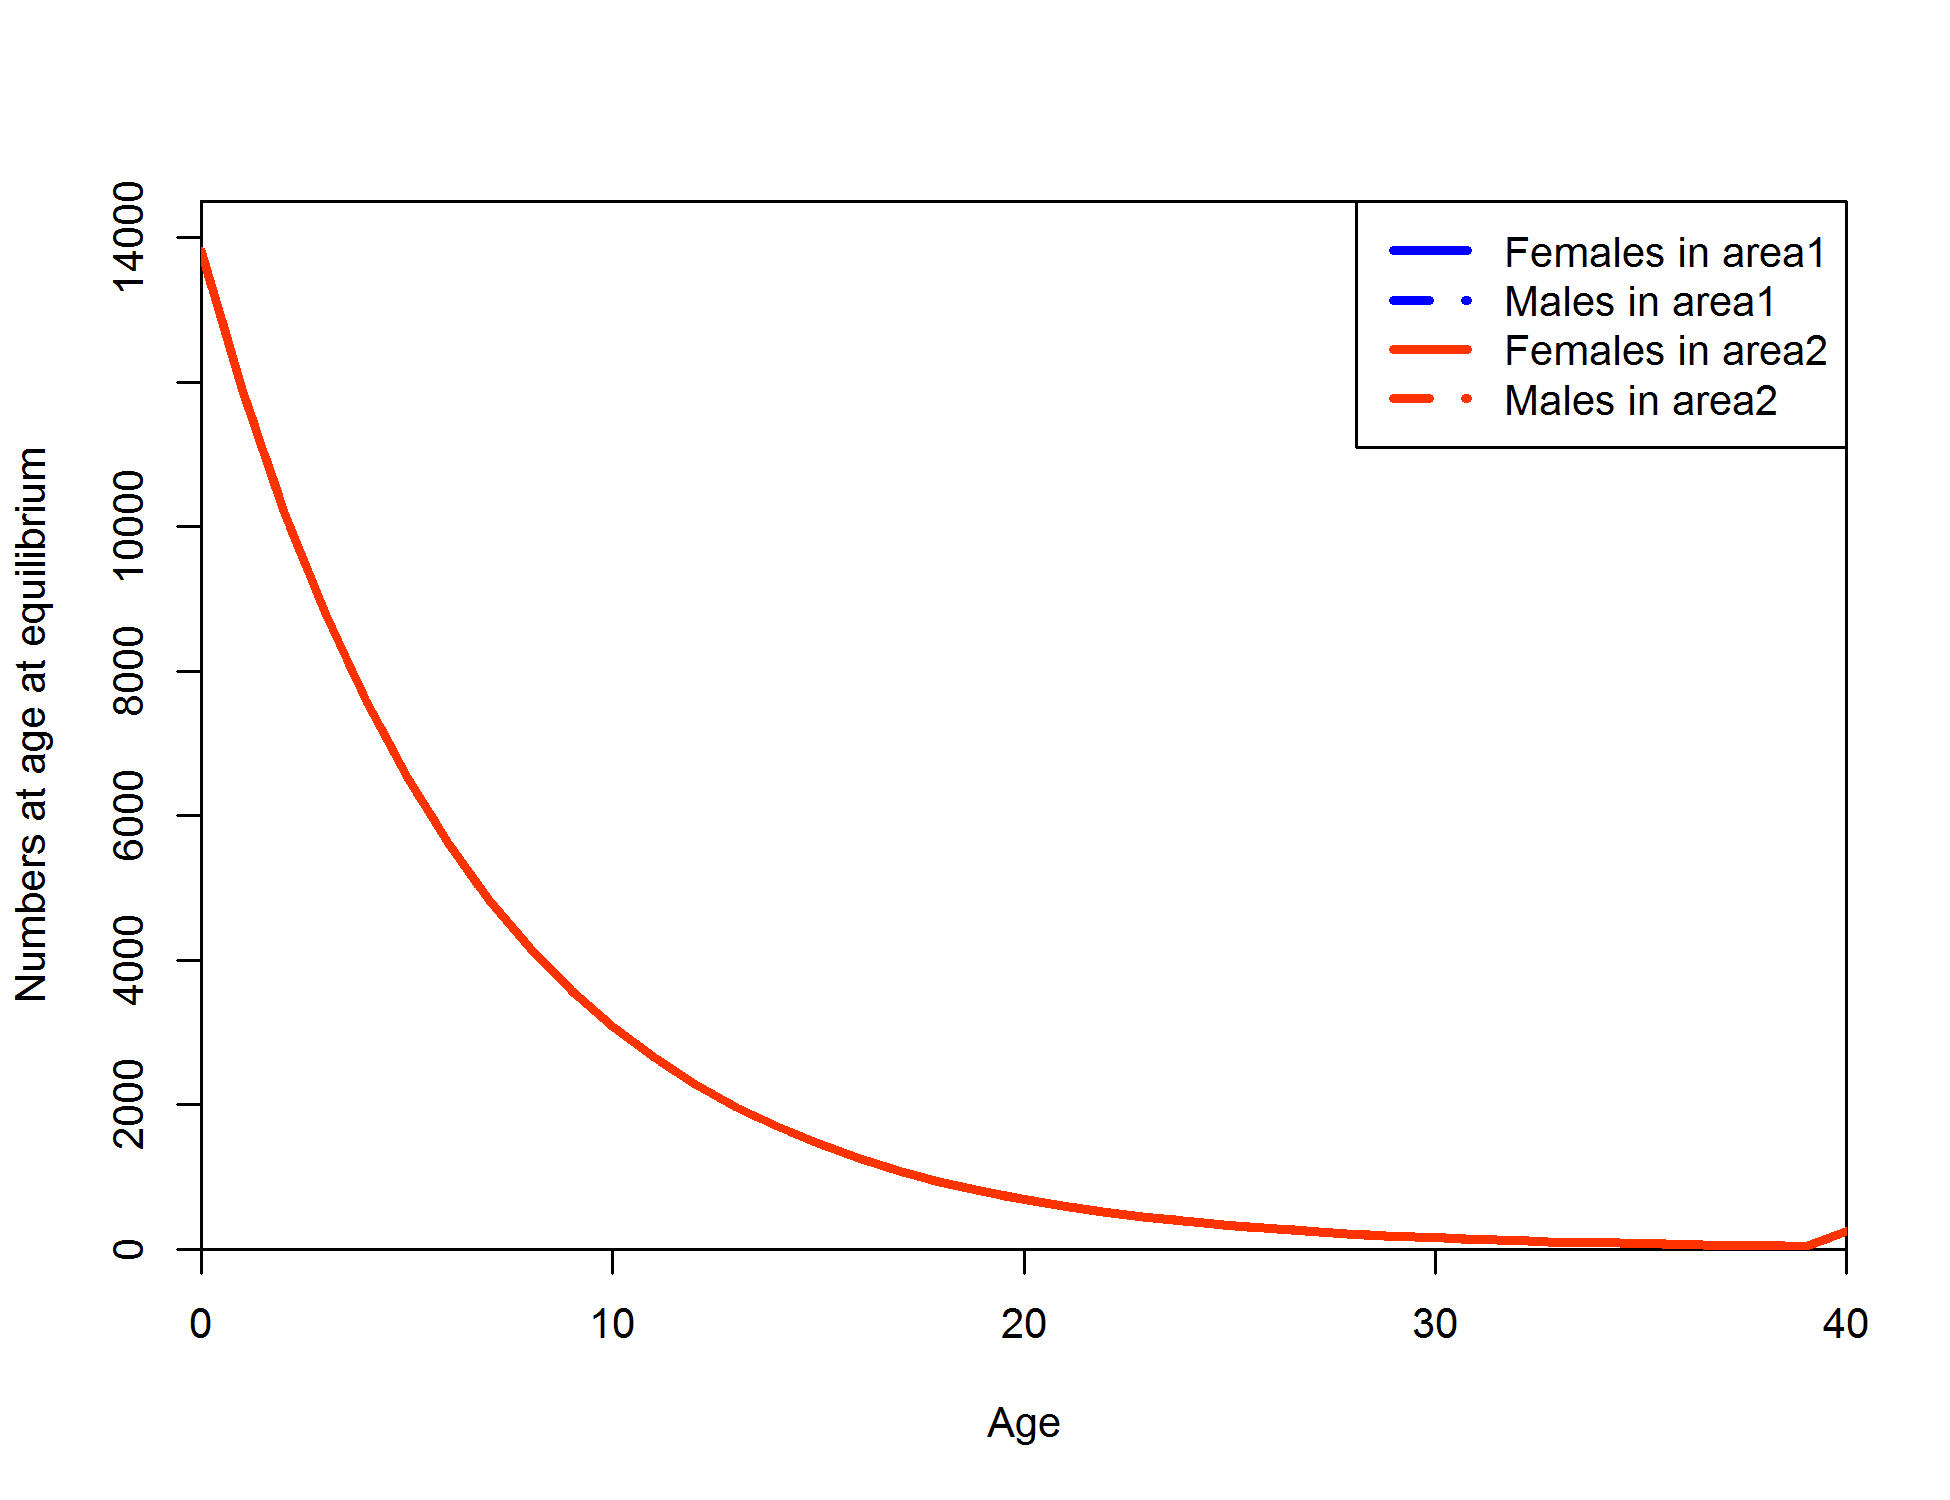 Females in area1
Males in area1
Females in area2
Males in area2
Numbers at age at equilibrium
14000
10000
8000
6000
4000
2000
0
0 10 20 30 40
Age